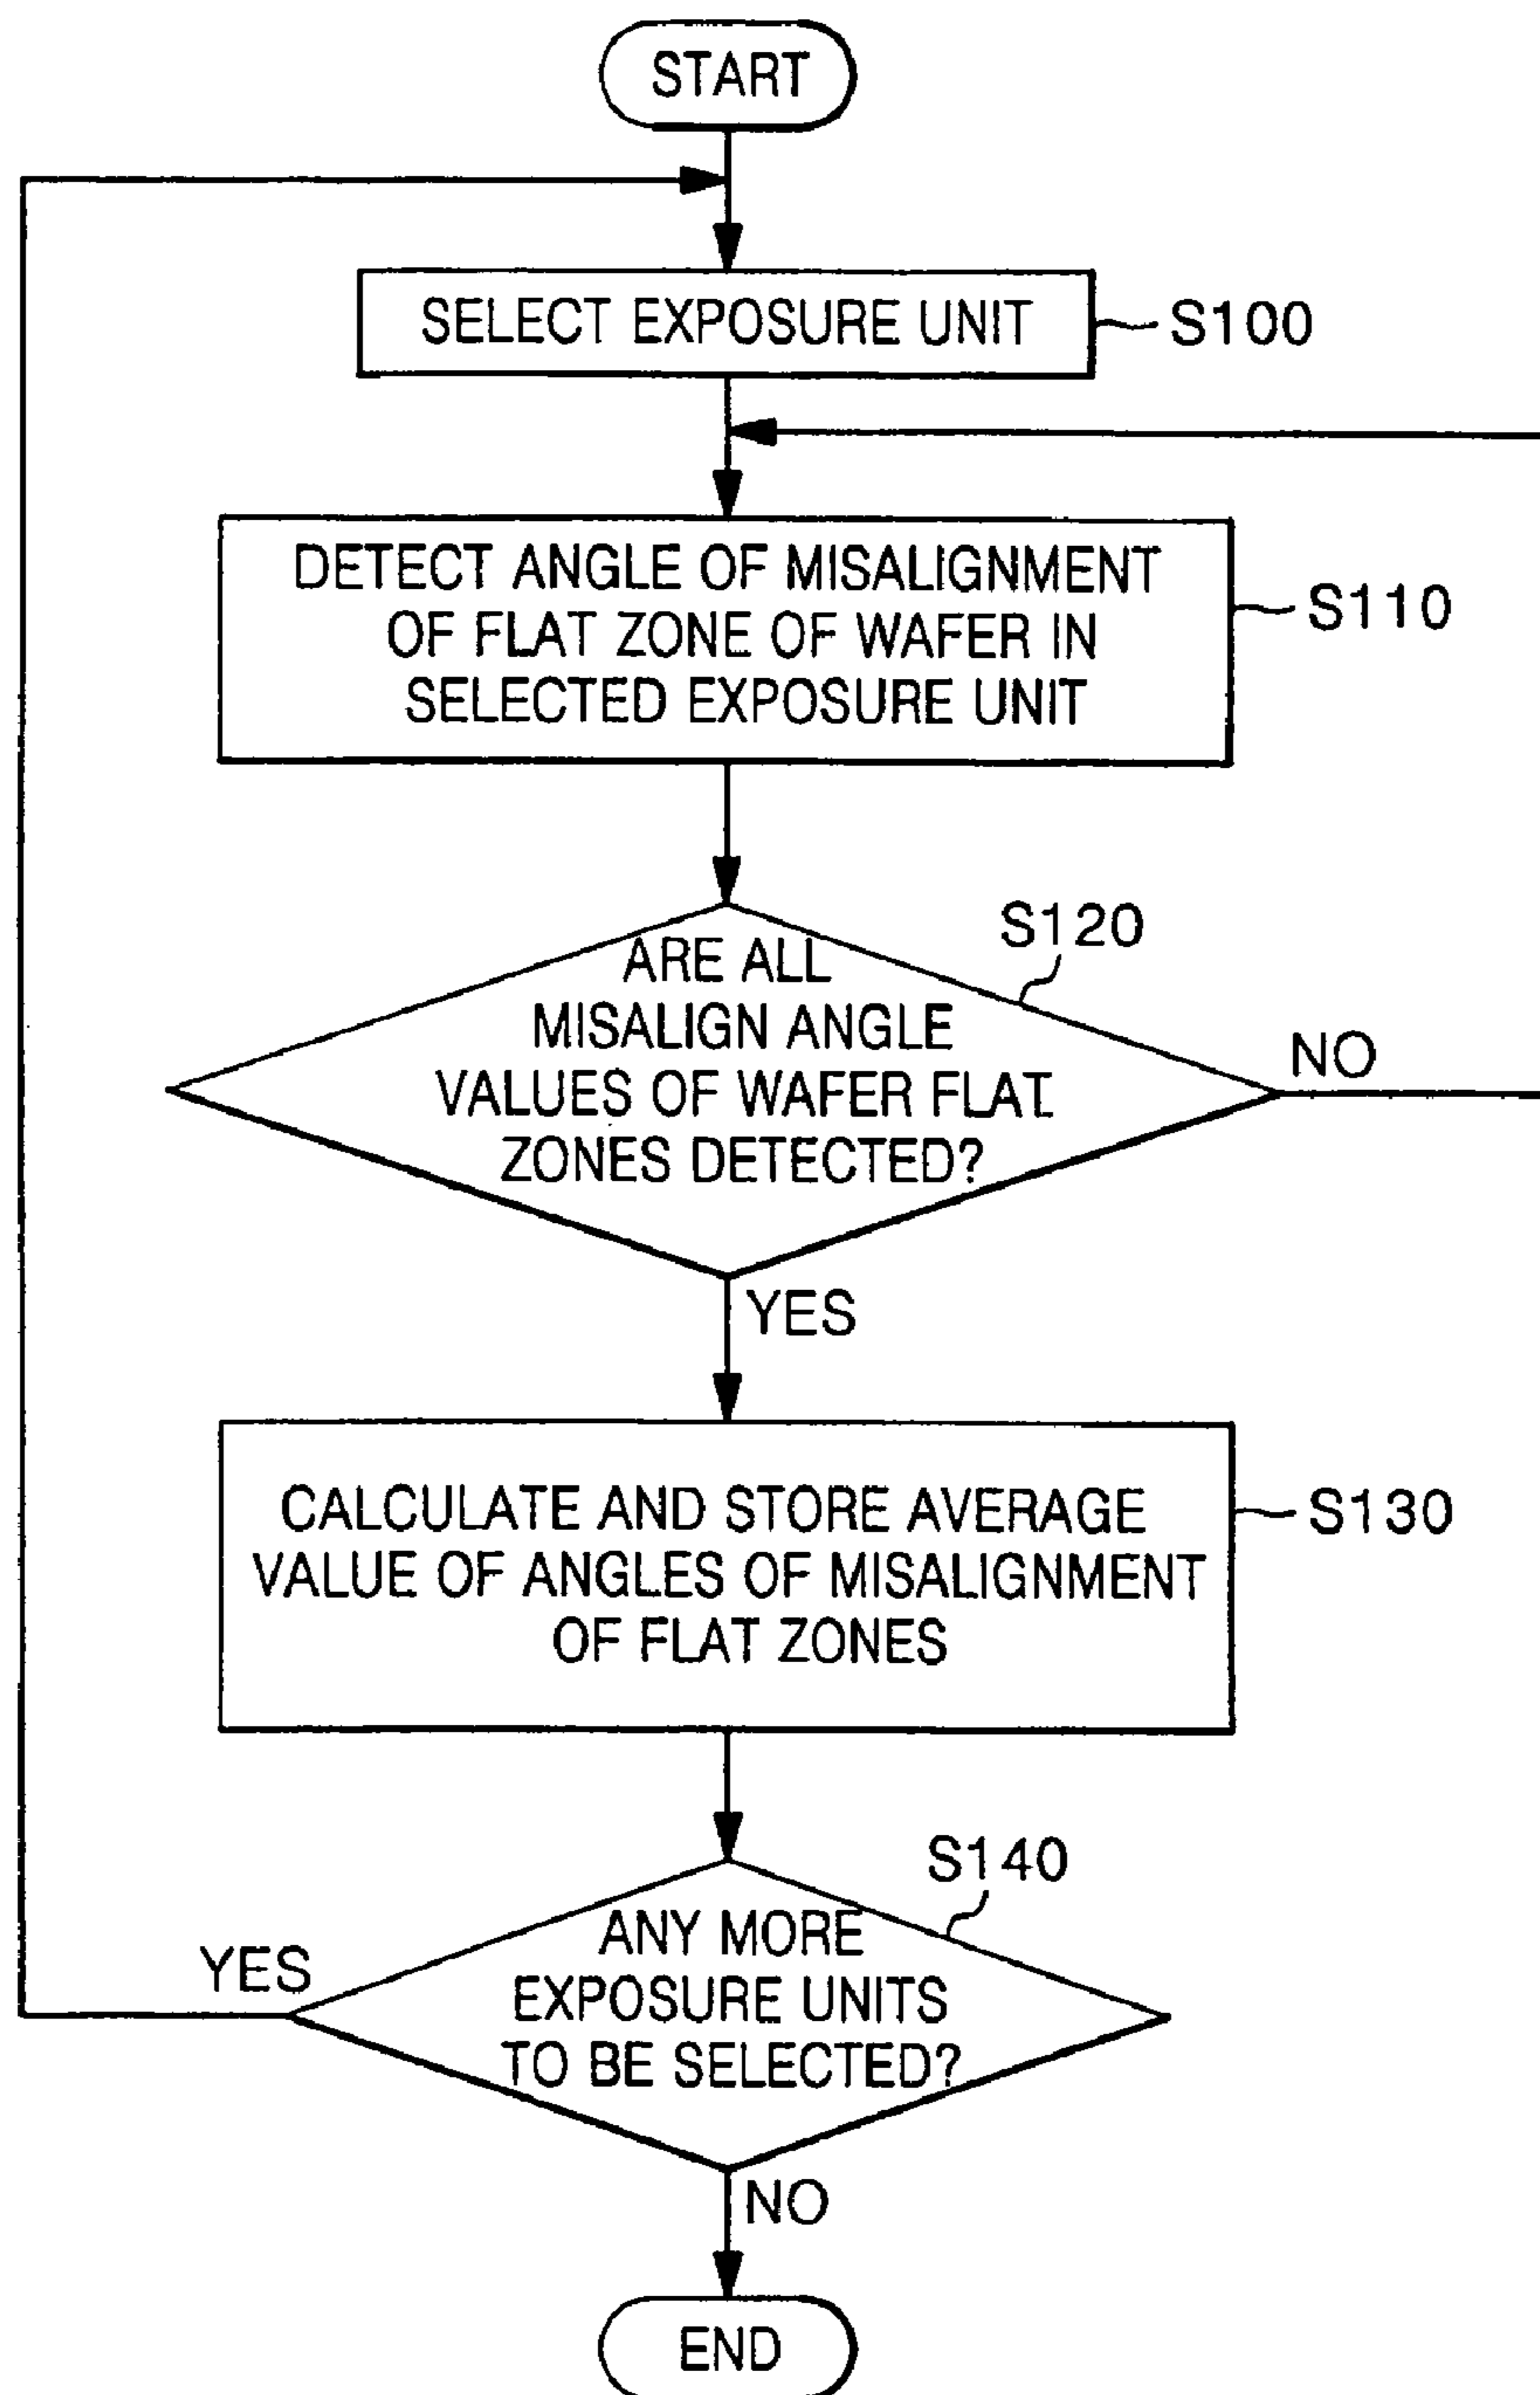 START
SELECT EXPOSURE UNIT
S100
DETECT ANGLE OF MISALIGNMENT
OF FLAT ZONE OF WAFER IN
SELECTED EXPOSURE UNIT
S110
S120
ARE ALL
MISALIGN ANGLE
VALUES OF WAFER FLAT
ZONES DETECTED?
NO
YES
CALCULATE AND STORE AVERAGE
VALUE OF ANGLES OF MISALIGNMENT
OF FLAT ZONES
S130
S140
ANY MORE
EXPOSURE UNITS
TO BE SELECTED?
YES
NO
END